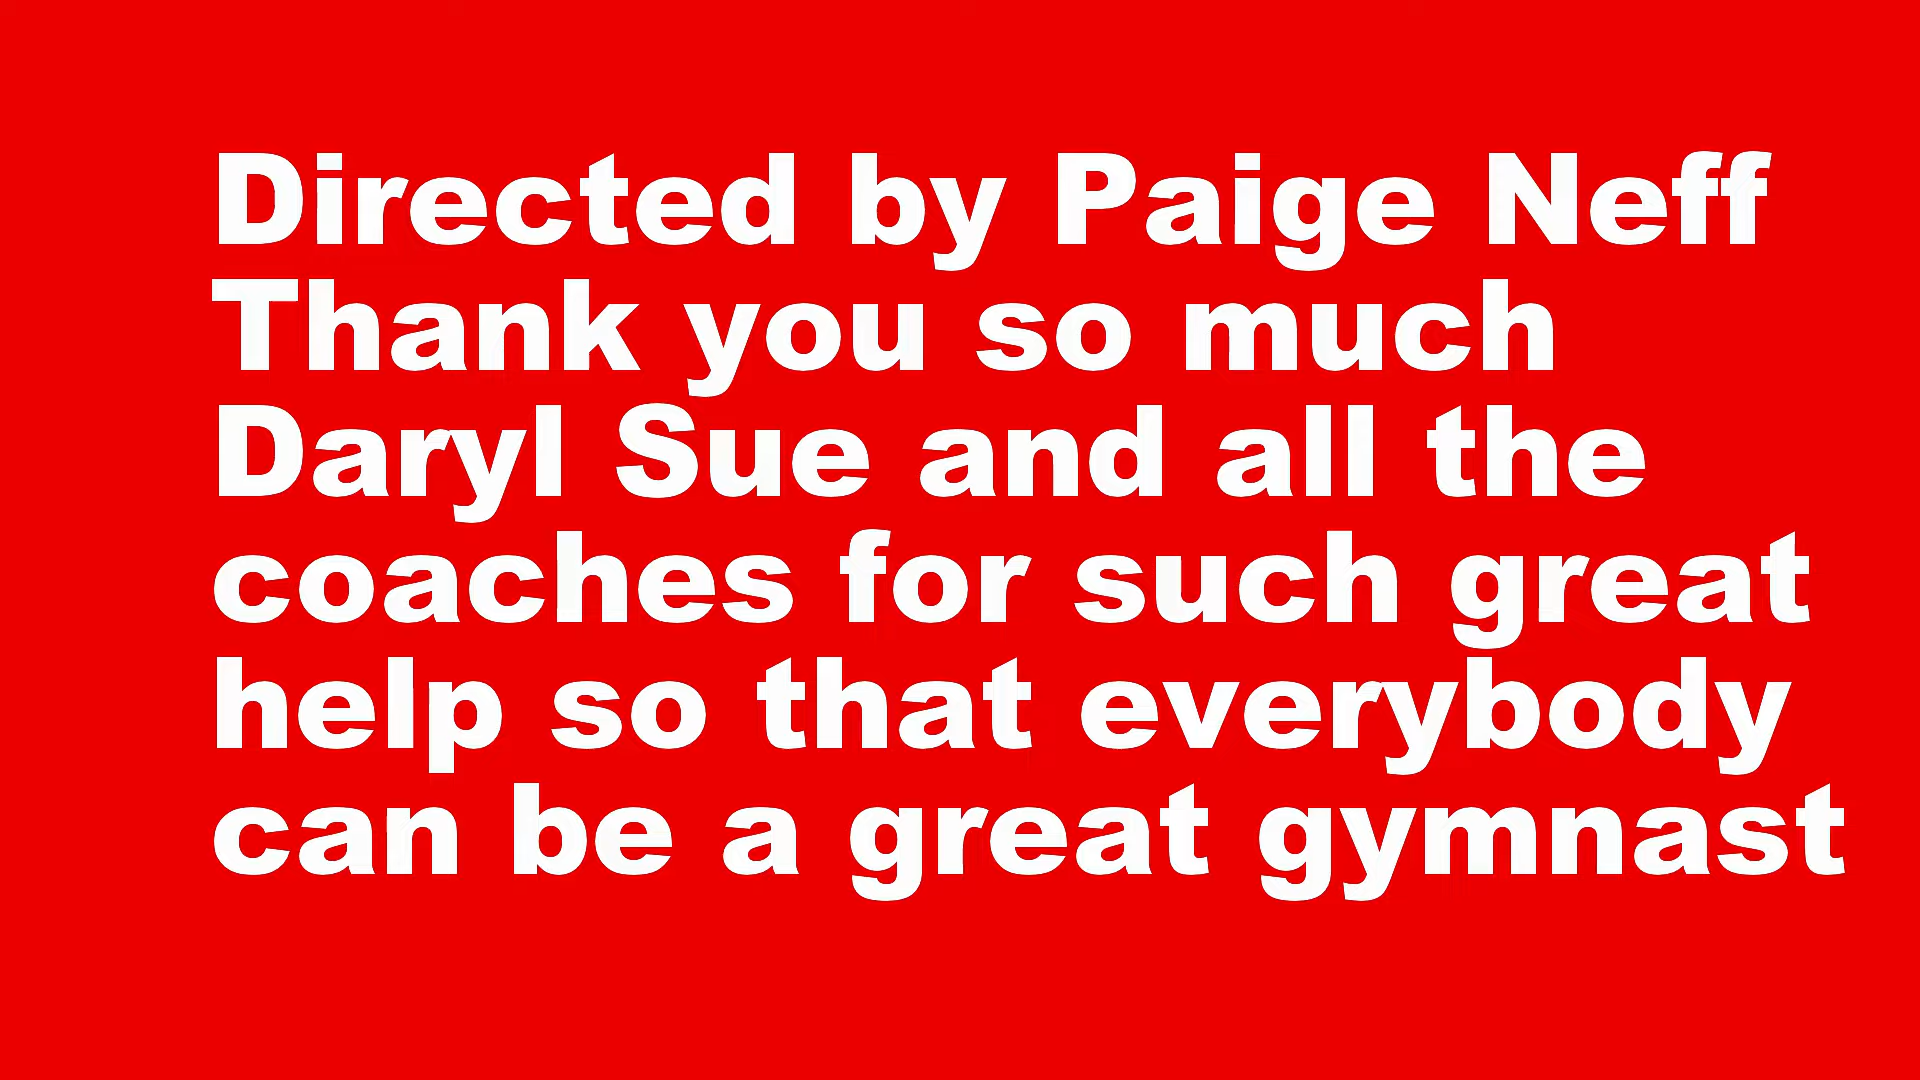 Directed by Paige Neff
Thank you so much
Daryl Sue and all the
coaches for such great
help so that everybody
can be a great gymnast